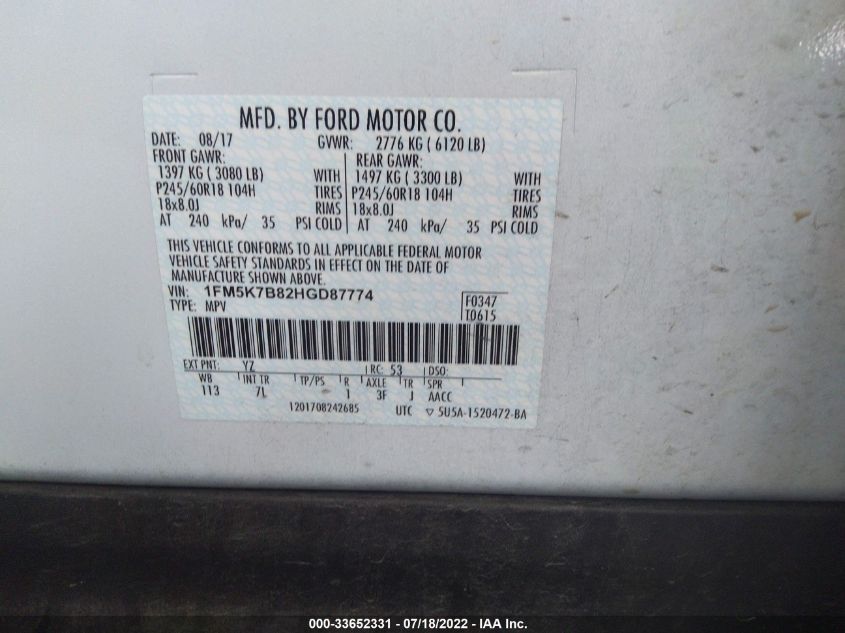 MFD. BY FORD MOTOR CO.
DATE: 08/17 GVWR: 2776 KG ( 6120 LB)
FRONT GAWR: REAR GAWR:
1397 KG ( 3080 LB) WITH 1497 KG ( 3300 LB) WITH
P245/60R18 104H TIRES P245/60R18 104H TIRES
18x8.0J RIMS 18x8.0J RIMS
AT 240 kPa/ 35 PSI COLD AT 240 kPa/ 35 PSI COLD
THIS VEHICLE CONFORMS TO ALL APPLICABLE FEDERAL MOTOR
VEHICLE SAFETY STANDARDS IN EFFECT ON THE DATE OF
MANUFACTURE SHOWN ABOVE.
VIN: 1FM5K7B82HGD87774 F0347
TYPE: MPV T0615
EXT PNT: YZ RC: 53 DSO:
WB INT TR TP/PS R AXLE TR SPR
113 7L 1 3F J AACC
1201708242685 UTC ▽ 5U5A-1520472-BA
000-33652331 / 07/18/2022 - IAA Inc.